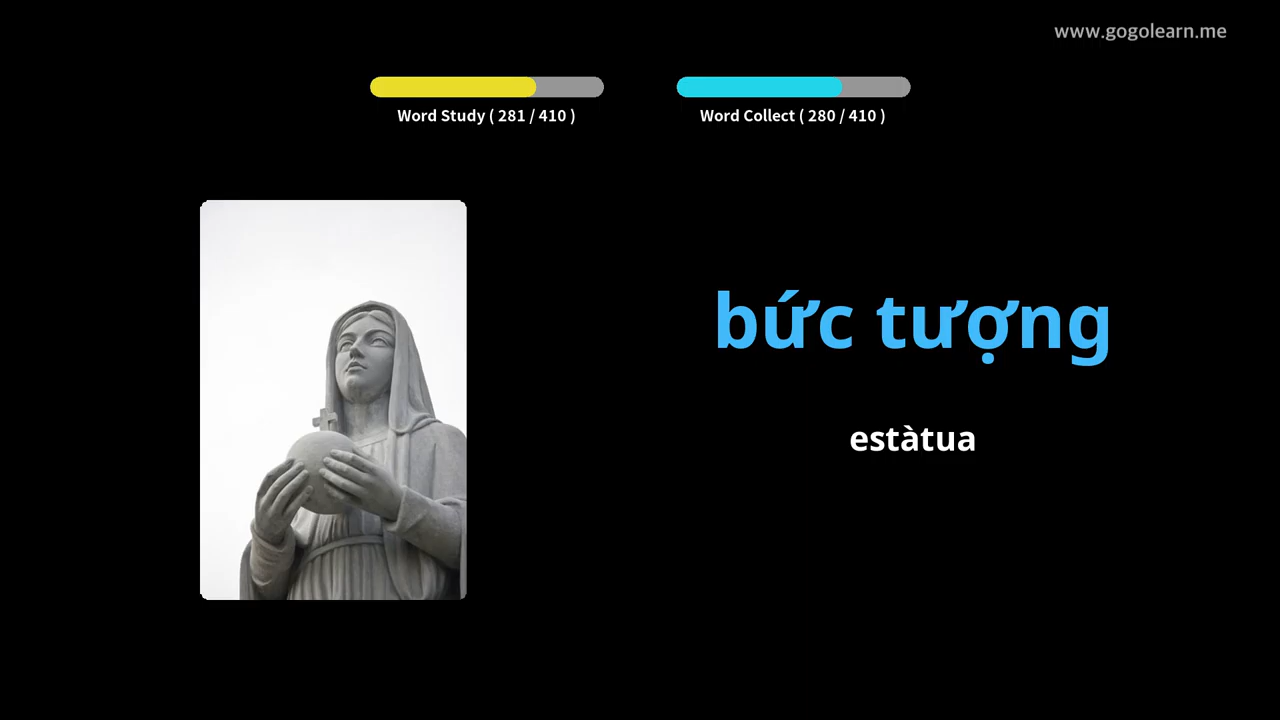 www.gogolearn.me
Word Study ( 281 / 410 )
Word Collect ( 280 / 410 )
bức tượng
estàtua